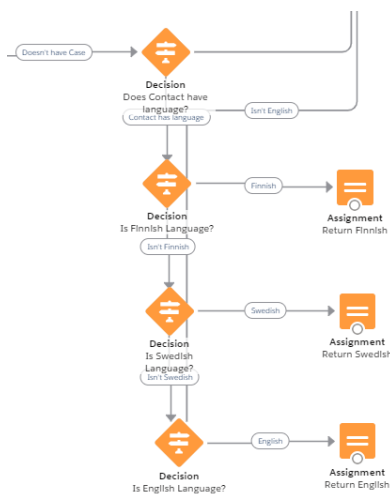 Doesn't have Case
Decision
Does Contact have
language?
Contact has language
Isn't English
Decision
Is Finnish Language?
Finnish
Assignment
Return Finnish
Isn't Finnish
Decision
Is Swedish
Language?
Swedish
Assignment
Return Swedish
Isn't Swedish
Decision
Is English Language?
English
Assignment
Return English